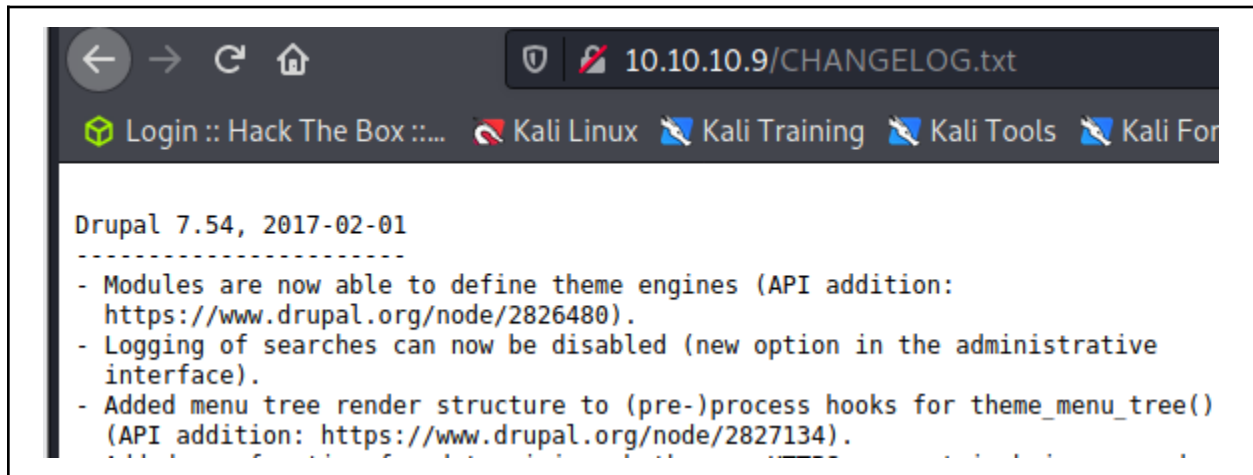 10.10.10.9/CHANGELOG.txt
Login :: Hack The Box ::... Kali Linux Kali Training Kali Tools Kali For
Drupal 7.54, 2017-02-01
-----------------------
- Modules are now able to define theme engines (API addition:
https://www.drupal.org/node/2826480).
- Logging of searches can now be disabled (new option in the administrative
interface).
- Added menu tree render structure to (pre-)process hooks for theme_menu_tree()
(API addition: https://www.drupal.org/node/2827134).